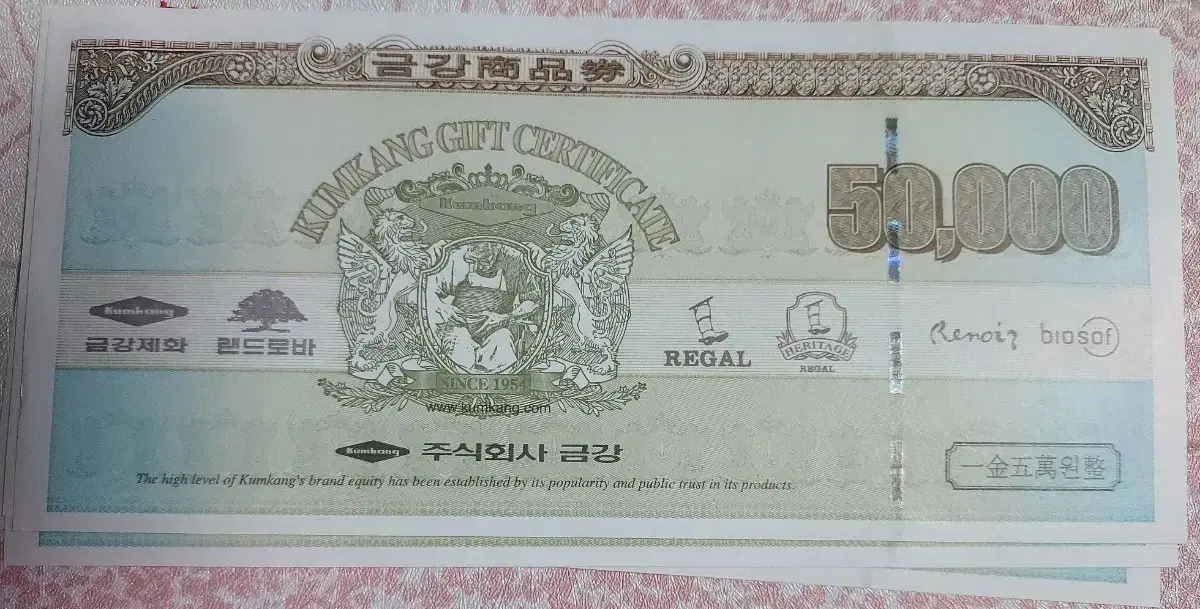 금강商品券
KUMKANG GIFT CERTIFICATE
Kumkang
50,000
Kumkang
금강제화
랜드로바
REGAL
HERITAGE
REGAL
Renoir
biosof
SINCE 1954
www.kumkang.com
Kumkang 주식회사 금강
一金五萬원整
The high level of Kumkang's brand equity has been established by its popularity and public trust in its products.